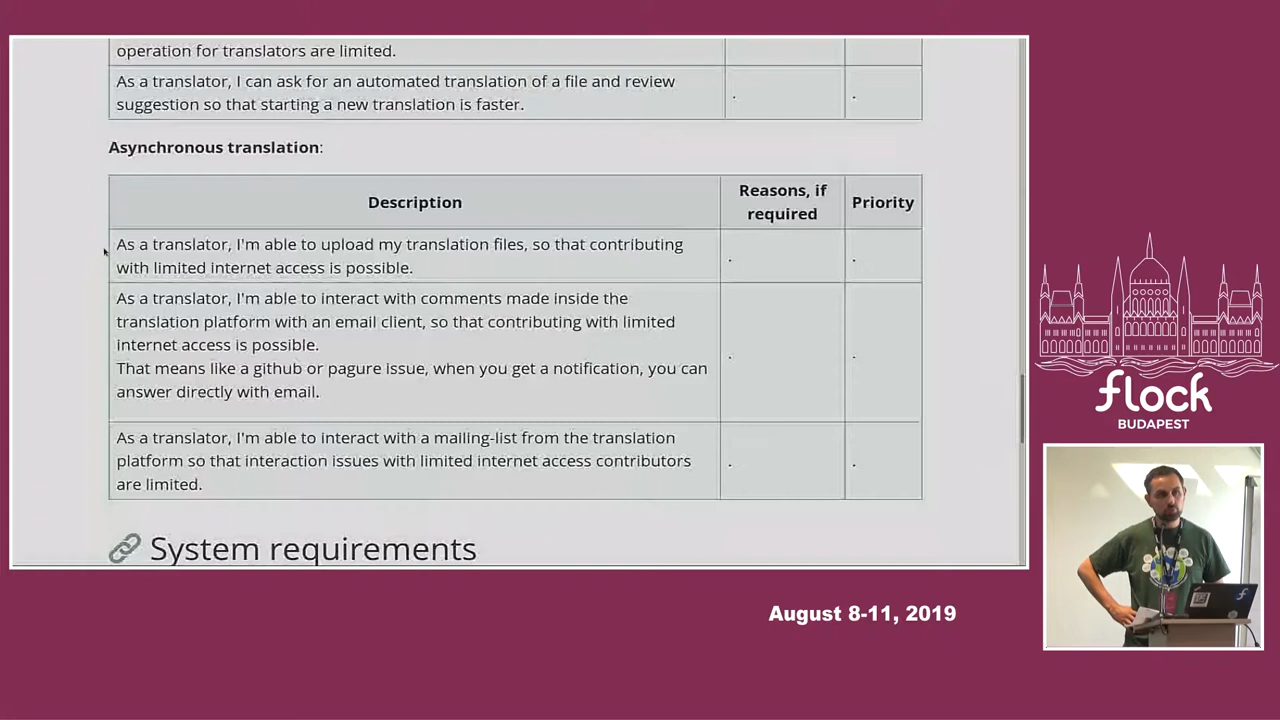 operation for translators are limited.
As a translator, I can ask for an automated translation of a file and review
suggestion so that starting a new translation is faster.
.
.
Asynchronous translation:
Description
Reasons, if
required
Priority
As a translator, I'm able to upload my translation files, so that contributing
with limited internet access is possible.
.
.
As a translator, I'm able to interact with comments made inside the
translation platform with an email client, so that contributing with limited
internet access is possible.
That means like a github or pagure issue, when you get a notification, you can
answer directly with email.
.
.
As a translator, I'm able to interact with a mailing-list from the translation
platform so that interaction issues with limited internet access contributors
are limited.
.
.
System requirements
flock
BUDAPEST
August 8-11, 2019